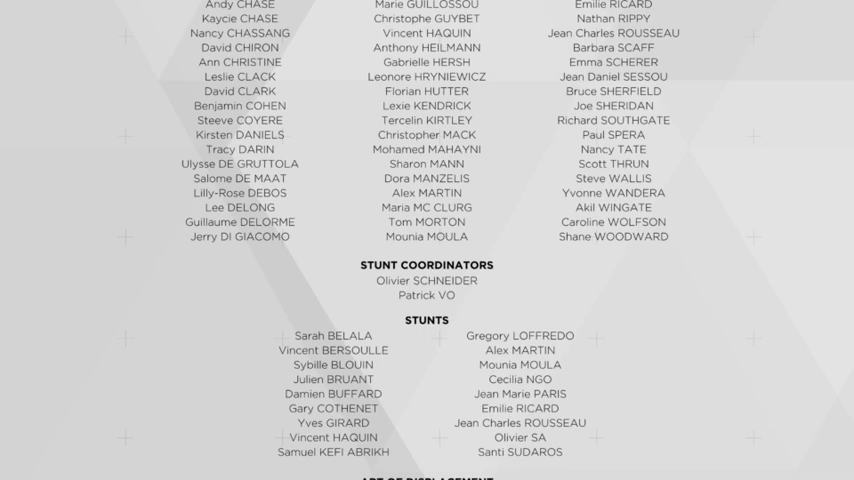 Andy CHASE
Kaycie CHASE
Nancy CHASSANG
David CHIRON
Ann CHRISTINE
Leslie CLACK
David CLARK
Benjamin COHEN
Steeve COYERE
Kirsten DANIELS
Tracy DARIN
Ulysse DE GRUTTOLA
Salome DE MAAT
Lilly-Rose DEBOS
Lee DELONG
Guillaume DELORME
Jerry DI GIACOMO
Marie GUILLOSSOU
Christophe GUYBET
Vincent HAQUIN
Anthony HEILMANN
Gabrielle HERSH
Leonore HRYNIEWICZ
Florian HUTTER
Lexie KENDRICK
Tercelin KIRTLEY
Christopher MACK
Mohamed MAHAYNI
Sharon MANN
Dora MANZELIS
Alex MARTIN
Maria MC CLURG
Tom MORTON
Mounia MOULA
Emilie RICARD
Nathan RIPPY
Jean Charles ROUSSEAU
Barbara SCAFF
Emma SCHERER
Jean Daniel SESSOU
Bruce SHERFIELD
Joe SHERIDAN
Richard SOUTHGATE
Paul SPERA
Nancy TATE
Scott THRUN
Steve WALLIS
Yvonne WANDERA
Akil WINGATE
Caroline WOLFSON
Shane WOODWARD
STUNT COORDINATORS
Olivier SCHNEIDER
Patrick VO
STUNTS
Sarah BELALA
Vincent BERSOULLE
Sybille BLOUIN
Julien BRUANT
Damien BUFFARD
Gary COTHENET
Yves GIRARD
Vincent HAQUIN
Samuel KEFI ABRIKH
Gregory LOFFREDO
Alex MARTIN
Mounia MOULA
Cecilia NGO
Jean Marie PARIS
Emilie RICARD
Jean Charles ROUSSEAU
Olivier SA
Santi SUDAROS
ART OF DISPLACEMENT